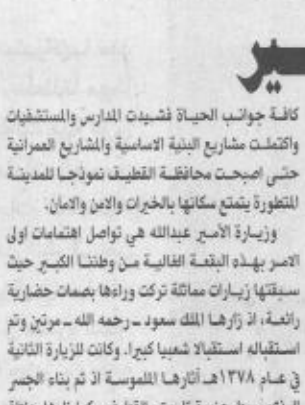 ـير
كافة جوانب الحياة فشيدت المدارس والمستشفيات
واكتملت مشاريع البنية الاساسية والمشاريع العمرانية
حتى اصبحت محافظة القطيف نموذجا للمدينة
المتطورة يتمتع سكانها بالخيرات والامن والامان.
وزيارة الأمير عبدالله هي تواصل اهتمامات اولى
الامر بهذه البقعة الغالية من وطننا الكبير حيث
سبقتها زيارات مماثلة تركت وراءها بصمات حضارية
رائعة، اذ زارها الملك سعود ـ رحمه الله ـ مرتين وتم
استقباله استقبالا شعبيا كبيرا. وكانت للزيارة الثانية
في عام ١٣٧٨هـ آثارها الملموسة اذ تم بناء الجسر